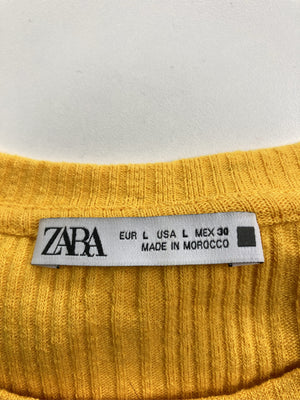 ZARA
EUR L USA L MEX 30
MADE IN MOROCCO